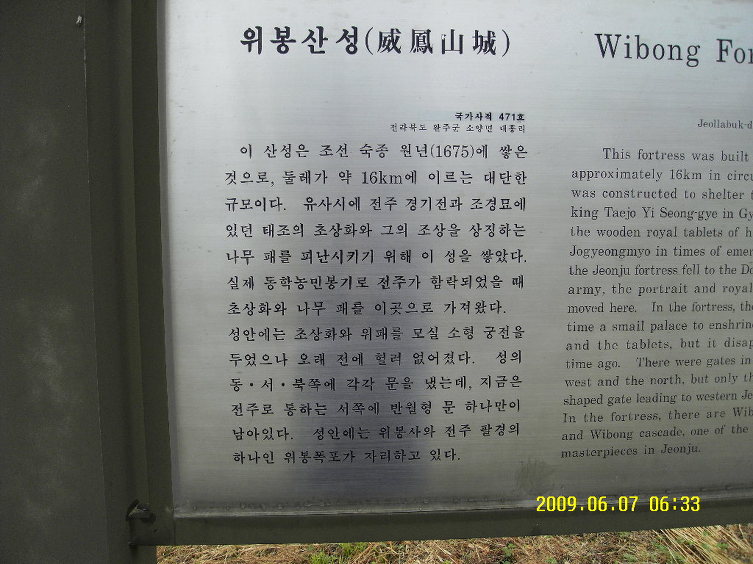 위봉산성(威鳳山城)
국가사적 471호
전라북도 완주군 소양면 대흥리
이 산성은 조선 숙종 원년(1675)에 쌓은
것으로, 둘레가 약 16km에 이르는 대단한
규모이다. 유사시에 전주 경기전과 조경묘에
있던 태조의 초상화와 그의 조상을 상징하는
나무 패를 피난시키기 위해 이 성을 쌓았다.
실제 동학농민봉기로 전주가 함락되었을 때
초상화와 나무 패를 이곳으로 가져왔다.
성안에는 초상화와 위패를 모실 소형 궁전을
두었으나 오래 전에 헐려 없어졌다. 성의
동·서·북쪽에 각각 문을 냈는데, 지금은
전주로 통하는 서쪽에 반월형 문 하나만이
남아있다. 성안에는 위봉사와 전주 팔경의
하나인 위봉폭포가 자리하고 있다.
Wibong For
Jeollabuk-d
This fortress was built
approximately 16km in circu
was constructed to shelter
king Taejo Yi Seong-gye in Gy
the wooden royal tablets of h
Jogyeongmyo in times of emer
the Jeonju fortress fell to the Do
army, the portrait and royal
moved here. In the fortress, the
time a small palace to enshrin
and the tablets, but it disap
time ago. There were gates in
west and the north, but only th
shaped gate leading to western Je
In the fortress, there are Wib
and Wibong cascade, one of the
masterpieces in Jeonju.
2009.06.07 06:33